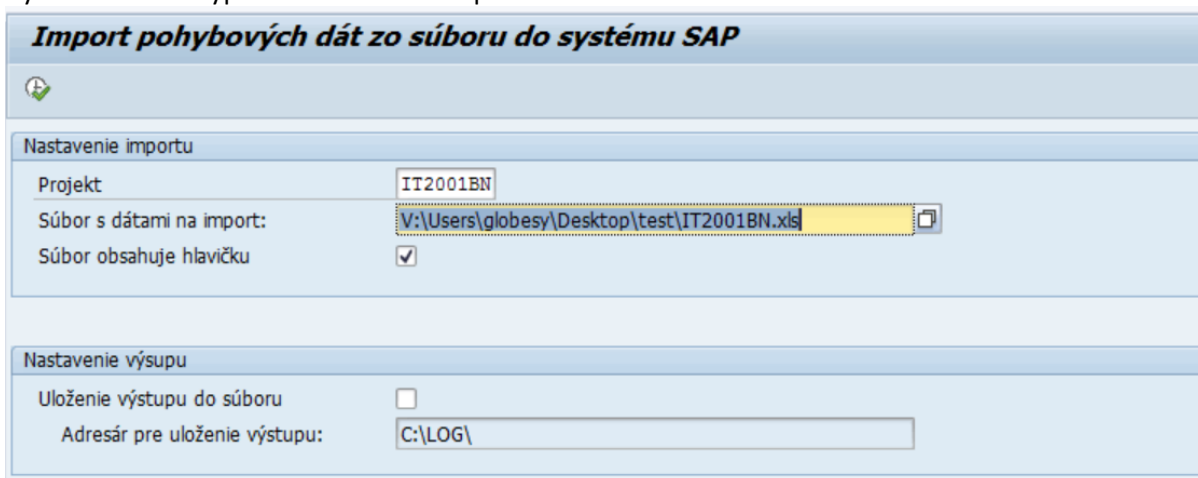 Import pohybových dát zo súboru do systému SAP
Nastavenie importu
Projekt IT2001BN
Súbor s dátami na import: V:\Users\globesy\Desktop\test\IT2001BN.xls
Súbor obsahuje hlavičku
Nastavenie výsupu
Uloženie výstupu do súboru
Adresár pre uloženie výstupu: C:\LOG\